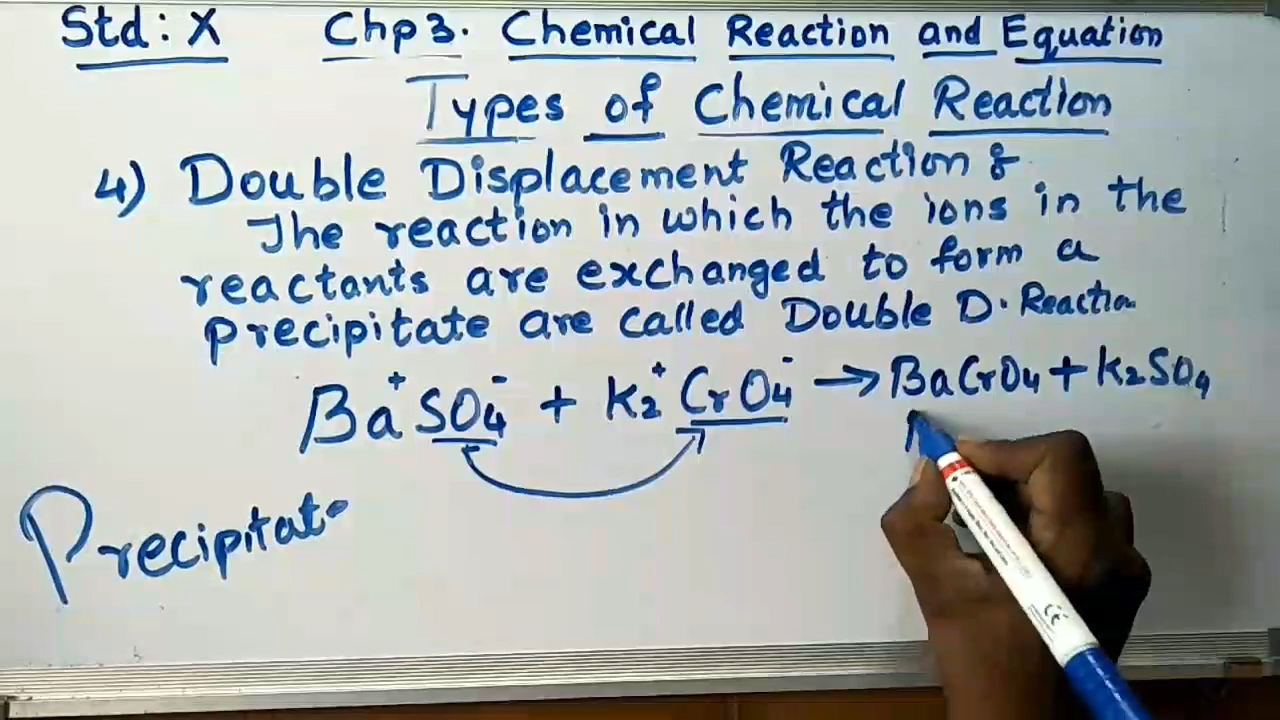 Std: X Chp 3. Chemical Reaction and Equation
Types of Chemical Reaction
4) Double Displacement Reaction :
The reaction in which the ions in the
reactants are exchanged to form a
precipitate are called Double D. Reaction
Ba⁺SO₄⁻ + K₂⁺CrO₄⁻ → BaCrO₄ + K₂SO₄
Precipitate